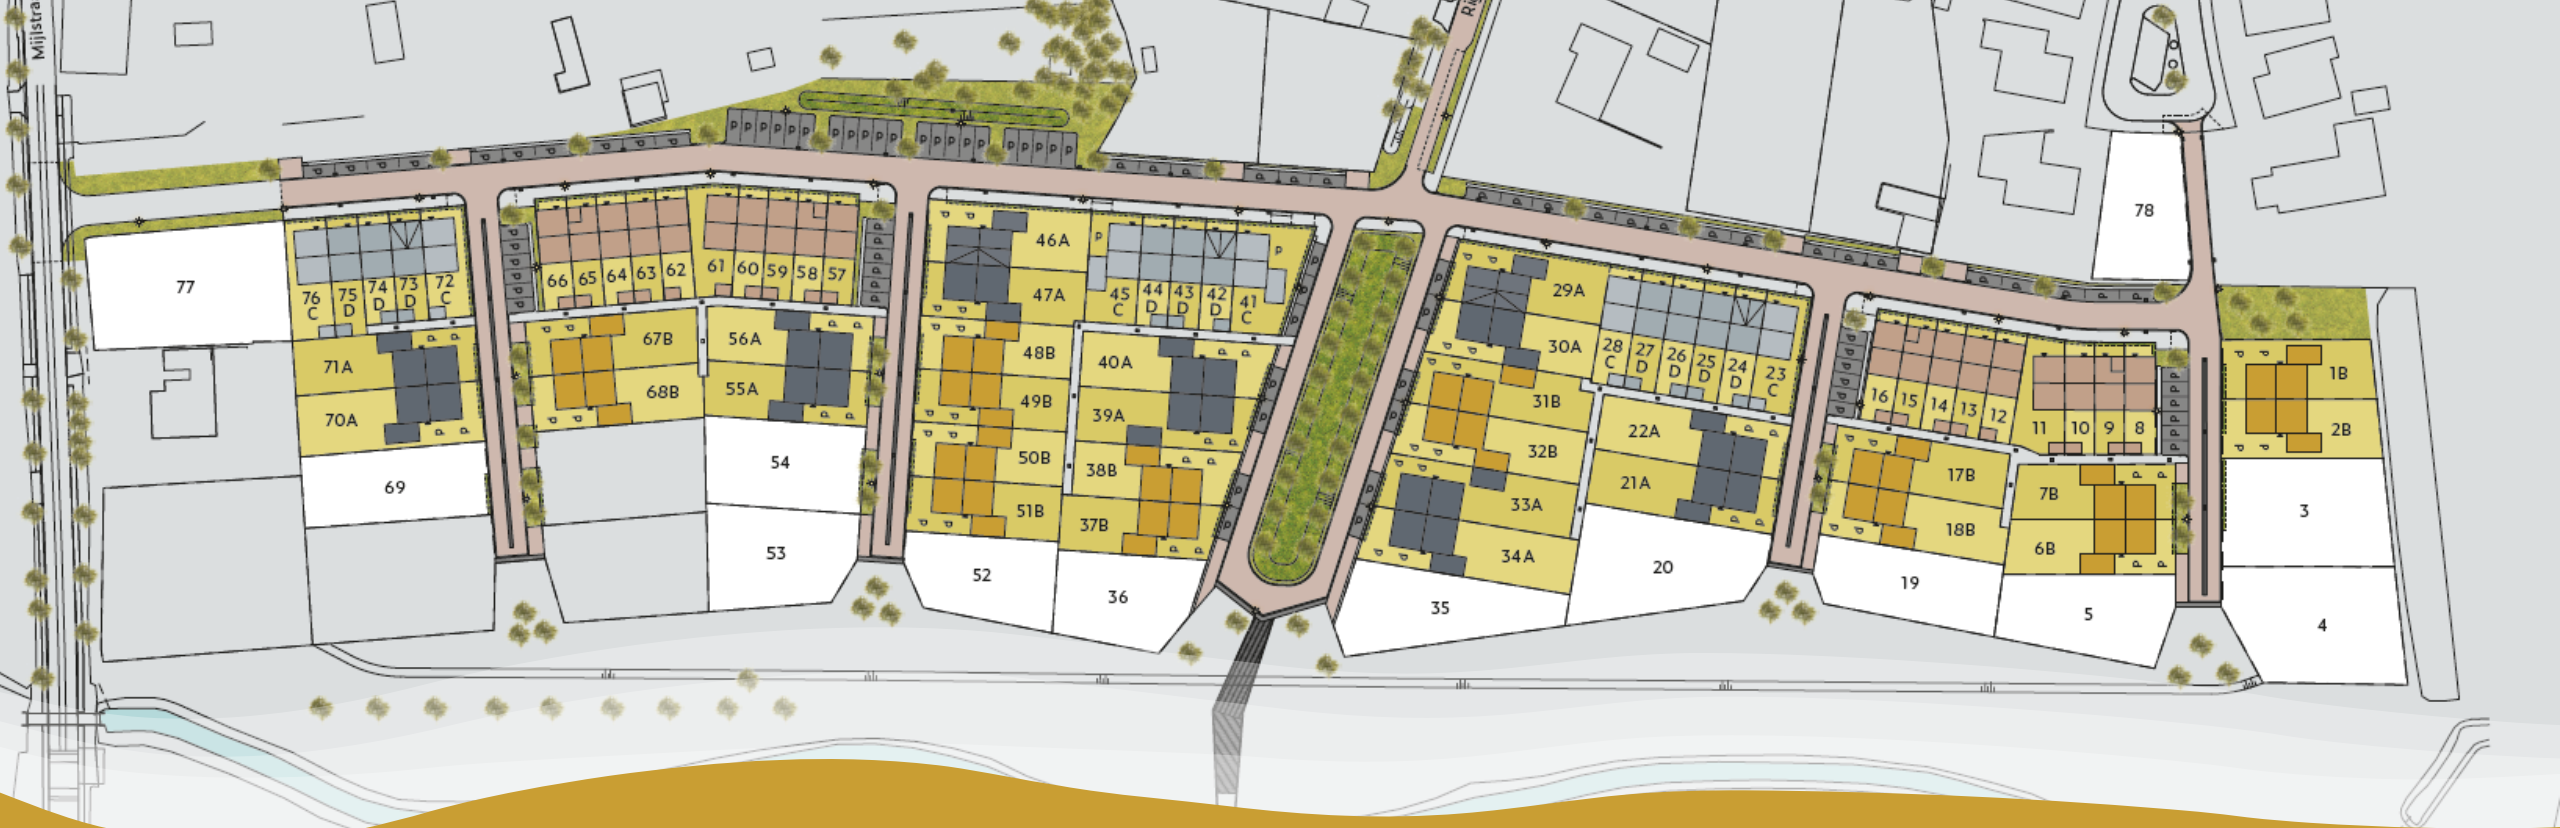 Mijlstra
Ri
78
77
76 C
75 D
74 D
73 D
72 C
71A
70A
69
66
65
64
63
62
61
60
59
58
57
67B
68B
56A
55A
54
53
46A
47A
48B
49B
50B
51B
52
45 C
44 D
43 D
42 D
41 C
40A
39A
38B
37B
36
29A
30A
31B
32B
33A
34A
35
28 C
27 D
26 D
25 D
24 D
23 C
22A
21A
20
16
15
14
13
12
11
10
9
8
17B
18B
19
7B
6B
5
1B
2B
3
4